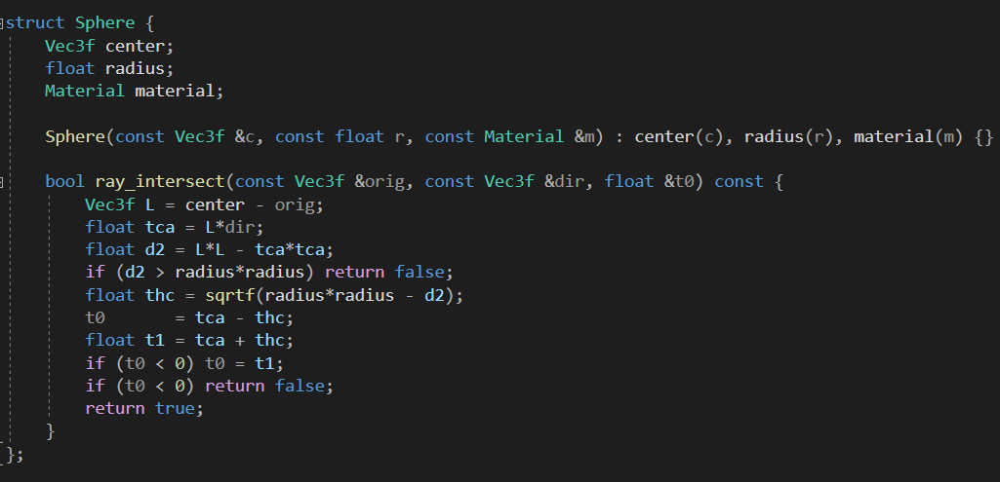 struct Sphere {
    Vec3f center;
    float radius;
    Material material;

    Sphere(const Vec3f &c, const float r, const Material &m) : center(c), radius(r), material(m) {}

    bool ray_intersect(const Vec3f &orig, const Vec3f &dir, float &t0) const {
        Vec3f L = center - orig;
        float tca = L*dir;
        float d2 = L*L - tca*tca;
        if (d2 > radius*radius) return false;
        float thc = sqrtf(radius*radius - d2);
        t0       = tca - thc;
        float t1 = tca + thc;
        if (t0 < 0) t0 = t1;
        if (t0 < 0) return false;
        return true;
    }
};